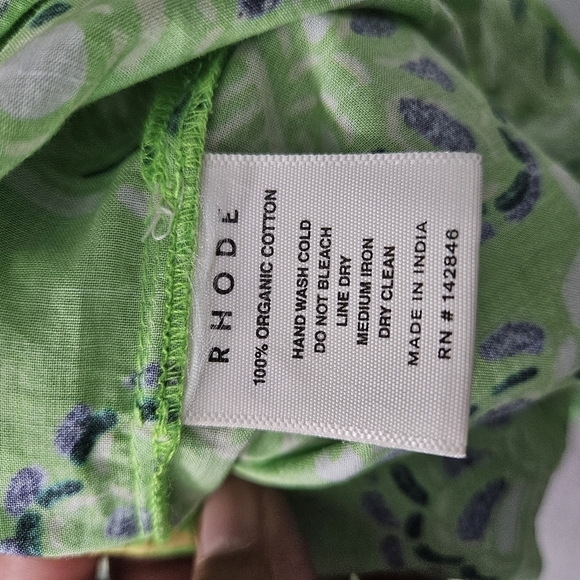 RHODE
100% ORGANIC COTTON
HAND WASH COLD
DO NOT BLEACH
LINE DRY
MEDIUM IRON
DRY CLEAN
MADE IN INDIA
RN # 142846